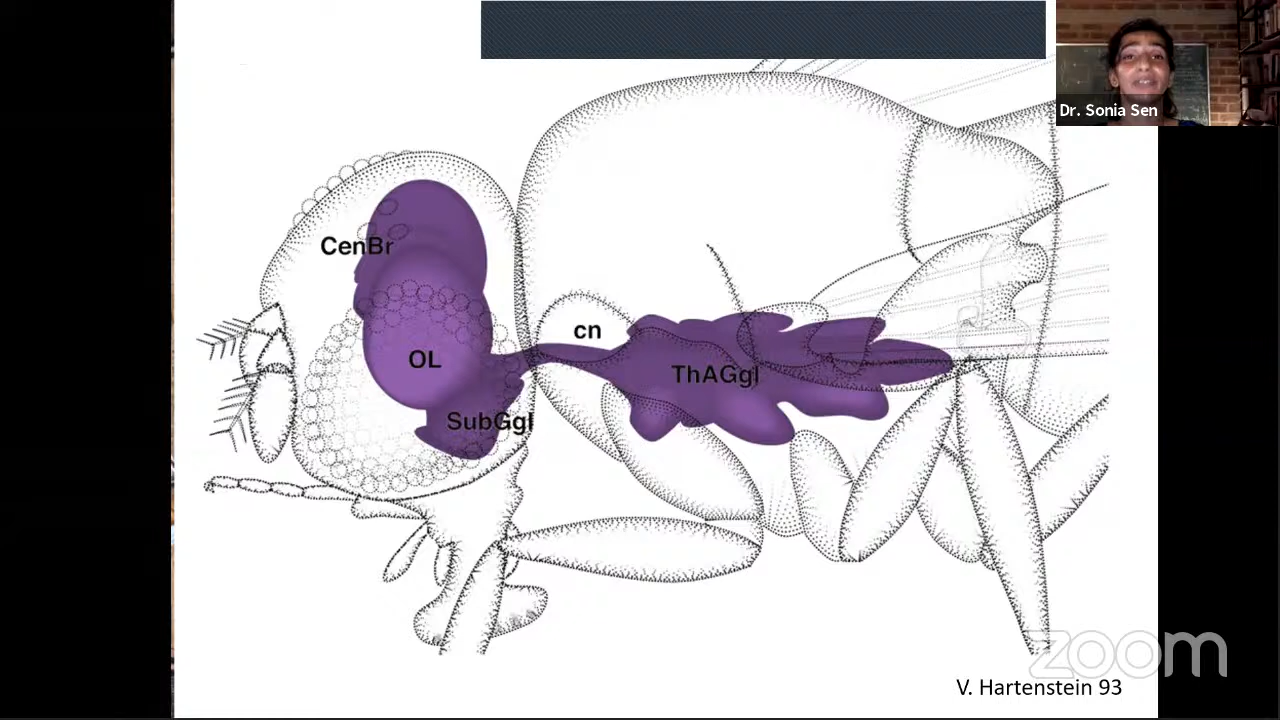 Dr. Sonia Sen
CenBr
cn
OL
ThAGgl
SubGgl
zoom
V. Hartenstein 93